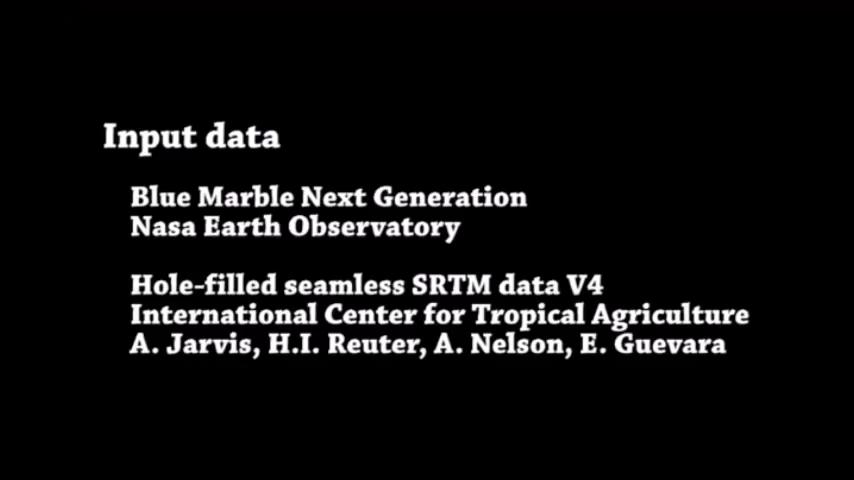 Input data
Blue Marble Next Generation
Nasa Earth Observatory
Hole-filled seamless SRTM data V4
International Center for Tropical Agriculture
A. Jarvis, H.I. Reuter, A. Nelson, E. Guevara